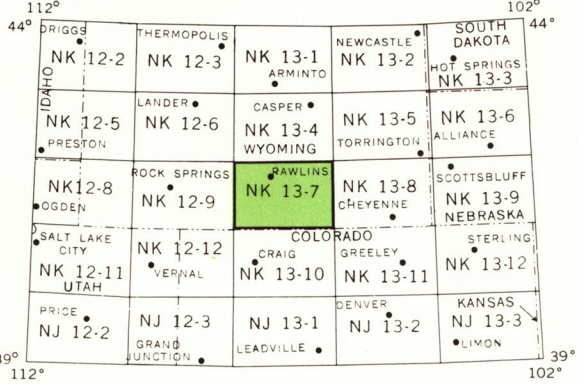 112° 102°
44° 44°
DRIGGS
NK 12-2
THERMOPOLIS
NK 12-3
NK 13-1
ARMINTO
NEWCASTLE
NK 13-2
SOUTH
DAKOTA
HOT SPRINGS
NK 13-3
IDAHO
NK 12-5
PRESTON
LANDER
NK 12-6
CASPER
NK 13-4
WYOMING
NK 13-5
TORRINGTON
NK 13-6
ALLIANCE
NK12-8
OGDEN
ROCK SPRINGS
NK 12-9
RAWLINS
NK 13-7
NK 13-8
CHEYENNE
SCOTTSBLUFF
NK 13-9
NEBRASKA
COLORADO
SALT LAKE
CITY
NK 12-11
UTAH
NK 12-12
VERNAL
CRAIG
NK 13-10
GREELEY
NK 13-11
STERLING
NK 13-12
PRICE
NJ 12-2
NJ 12-3
GRAND
JUNCTION
NJ 13-1
LEADVILLE
DENVER
NJ 13-2
KANSAS
NJ 13-3
LIMON
39° 39°
112° 102°